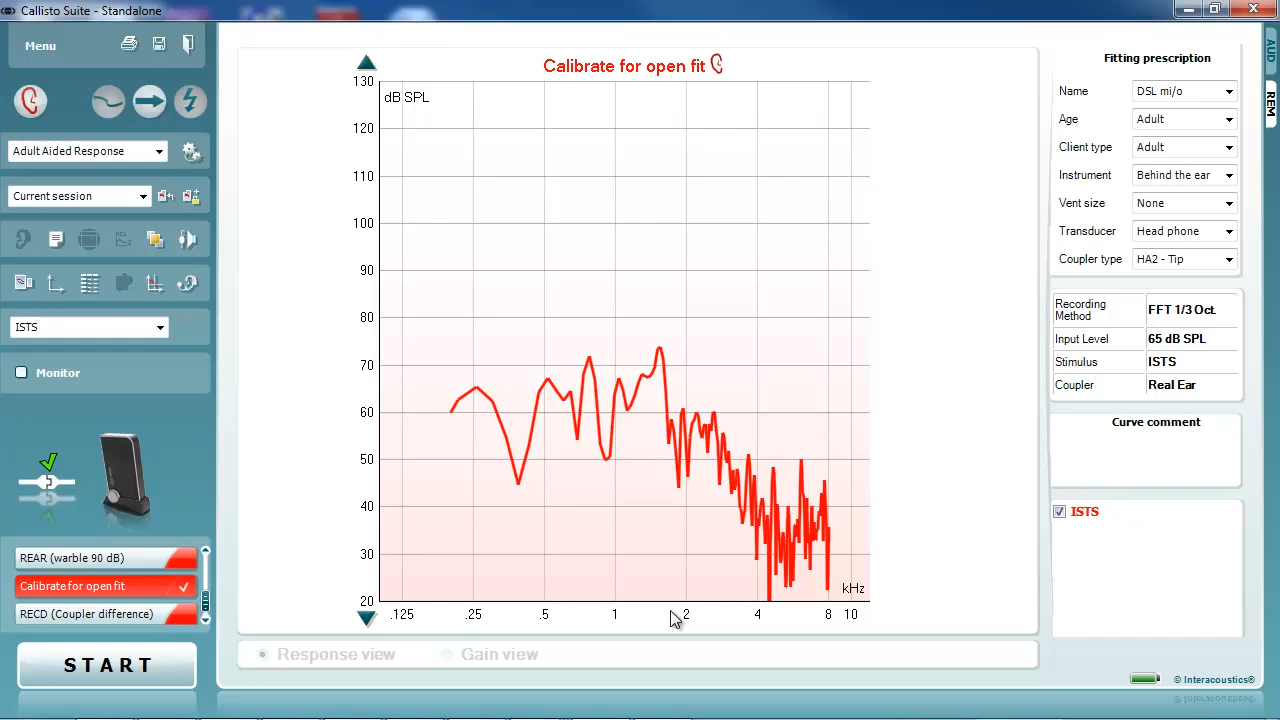 Callisto Suite - Standalone
Menu
Adult Aided Response
Current session
ISTS
Monitor
REAR (warble 90 dB)
Calibrate for open fit
RECD (Coupler difference)
START
Calibrate for open fit
dB SPL
130
120
110
100
90
80
70
60
50
40
30
20
.125
.25
.5
1
2
4
8
10
kHz
Response view
Gain view
Fitting prescription
Name DSL mi/o
Age Adult
Client type Adult
Instrument Behind the ear
Vent size None
Transducer Head phone
Coupler type HA2 - Tip
Recording Method FFT 1/3 Oct.
Input Level 65 dB SPL
Stimulus ISTS
Coupler Real Ear
Curve comment
ISTS
AUD
REM
© Interacoustics®